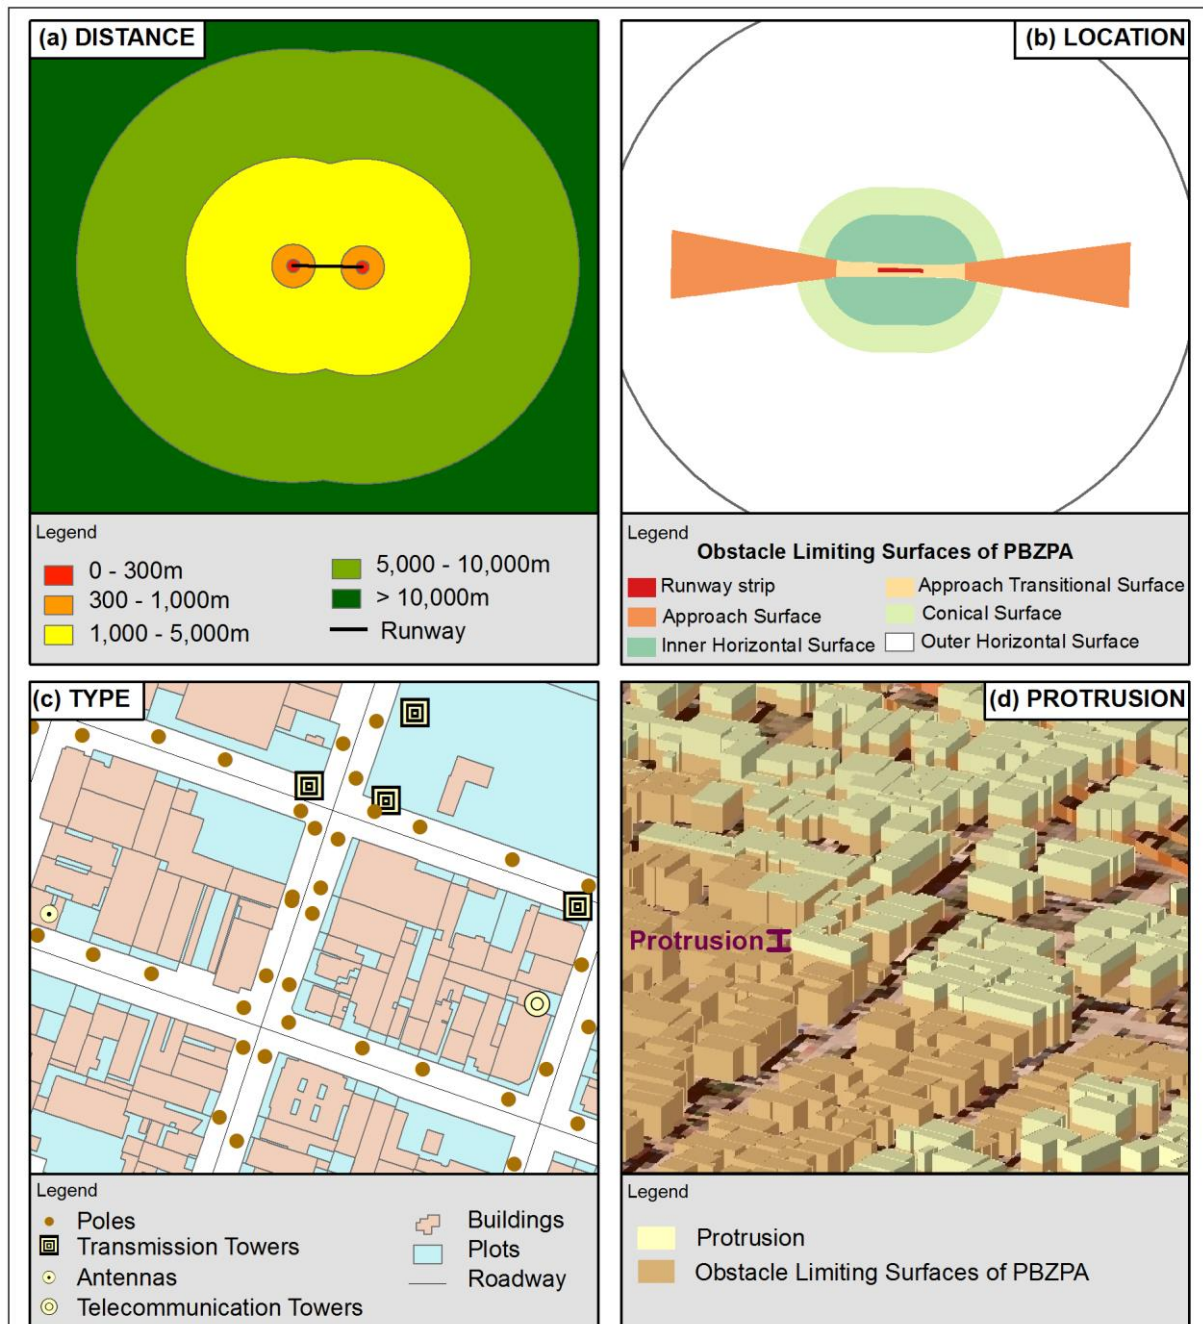 (a) DISTANCE
Legend
0 - 300m
300 - 1,000m
1,000 - 5,000m
5,000 - 10,000m
> 10,000m
Runway
(b) LOCATION
Legend
Obstacle Limiting Surfaces of PBZPA
Runway strip
Approach Surface
Inner Horizontal Surface
Approach Transitional Surface
Conical Surface
Outer Horizontal Surface
(c) TYPE
Legend
Poles
Transmission Towers
Antennas
Telecommunication Towers
Buildings
Plots
Roadway
(d) PROTRUSION
Protrusion
Legend
Protrusion
Obstacle Limiting Surfaces of PBZPA